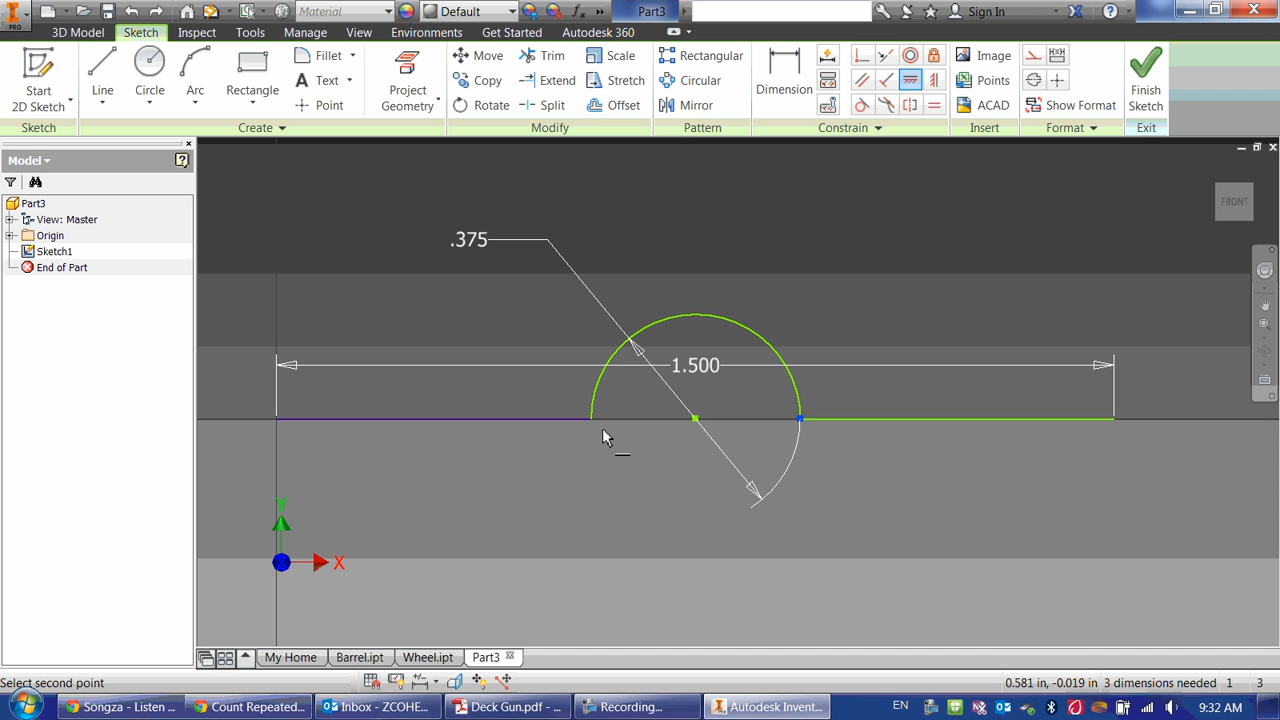 PRO
Material
Default
Part3
Sign In
3D Model
Sketch
Inspect
Tools
Manage
View
Environments
Get Started
Autodesk 360
Start
2D Sketch
Line
Circle
Arc
Rectangle
Fillet
Text
Point
Project
Geometry
Move
Copy
Rotate
Trim
Extend
Split
Scale
Stretch
Offset
Rectangular
Circular
Mirror
Dimension
Image
Points
ACAD
Show Format
Finish
Sketch
Sketch
Create
Modify
Pattern
Constrain
Insert
Format
Exit
Model
Part3
View: Master
Origin
Sketch1
End of Part
FRONT
.375
1.500
Y
X
My Home
Barrel.ipt
Wheel.ipt
Part3
Select second point
0.581 in, -0.019 in
3 dimensions needed
1
3
Songza - Listen ...
Count Repeated...
Inbox - ZCOHE...
Deck Gun.pdf - ...
Recording...
Autodesk Invent...
EN
9:32 AM